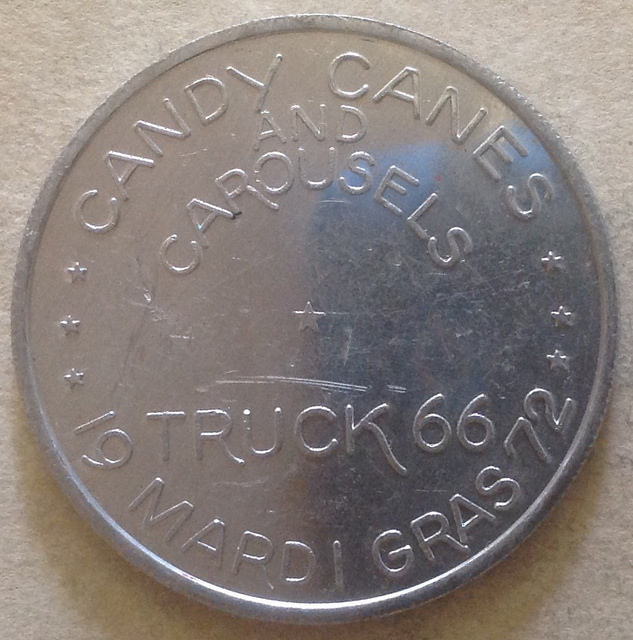 CANDY CANES
AND
CAROUSELS
TRUCK 66
19 MARDI GRAS 72